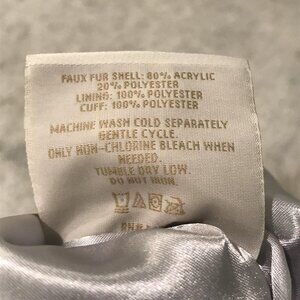 FAUX FUR SHELL: 80% ACRYLIC
20% POLYESTER
LINING: 100% POLYESTER
CUFF: 100% POLYESTER
MACHINE WASH COLD SEPARATELY
GENTLE CYCLE.
ONLY NON-CHLORINE BLEACH WHEN
NEEDED.
TUMBLE DRY LOW.
DO NOT IRON.